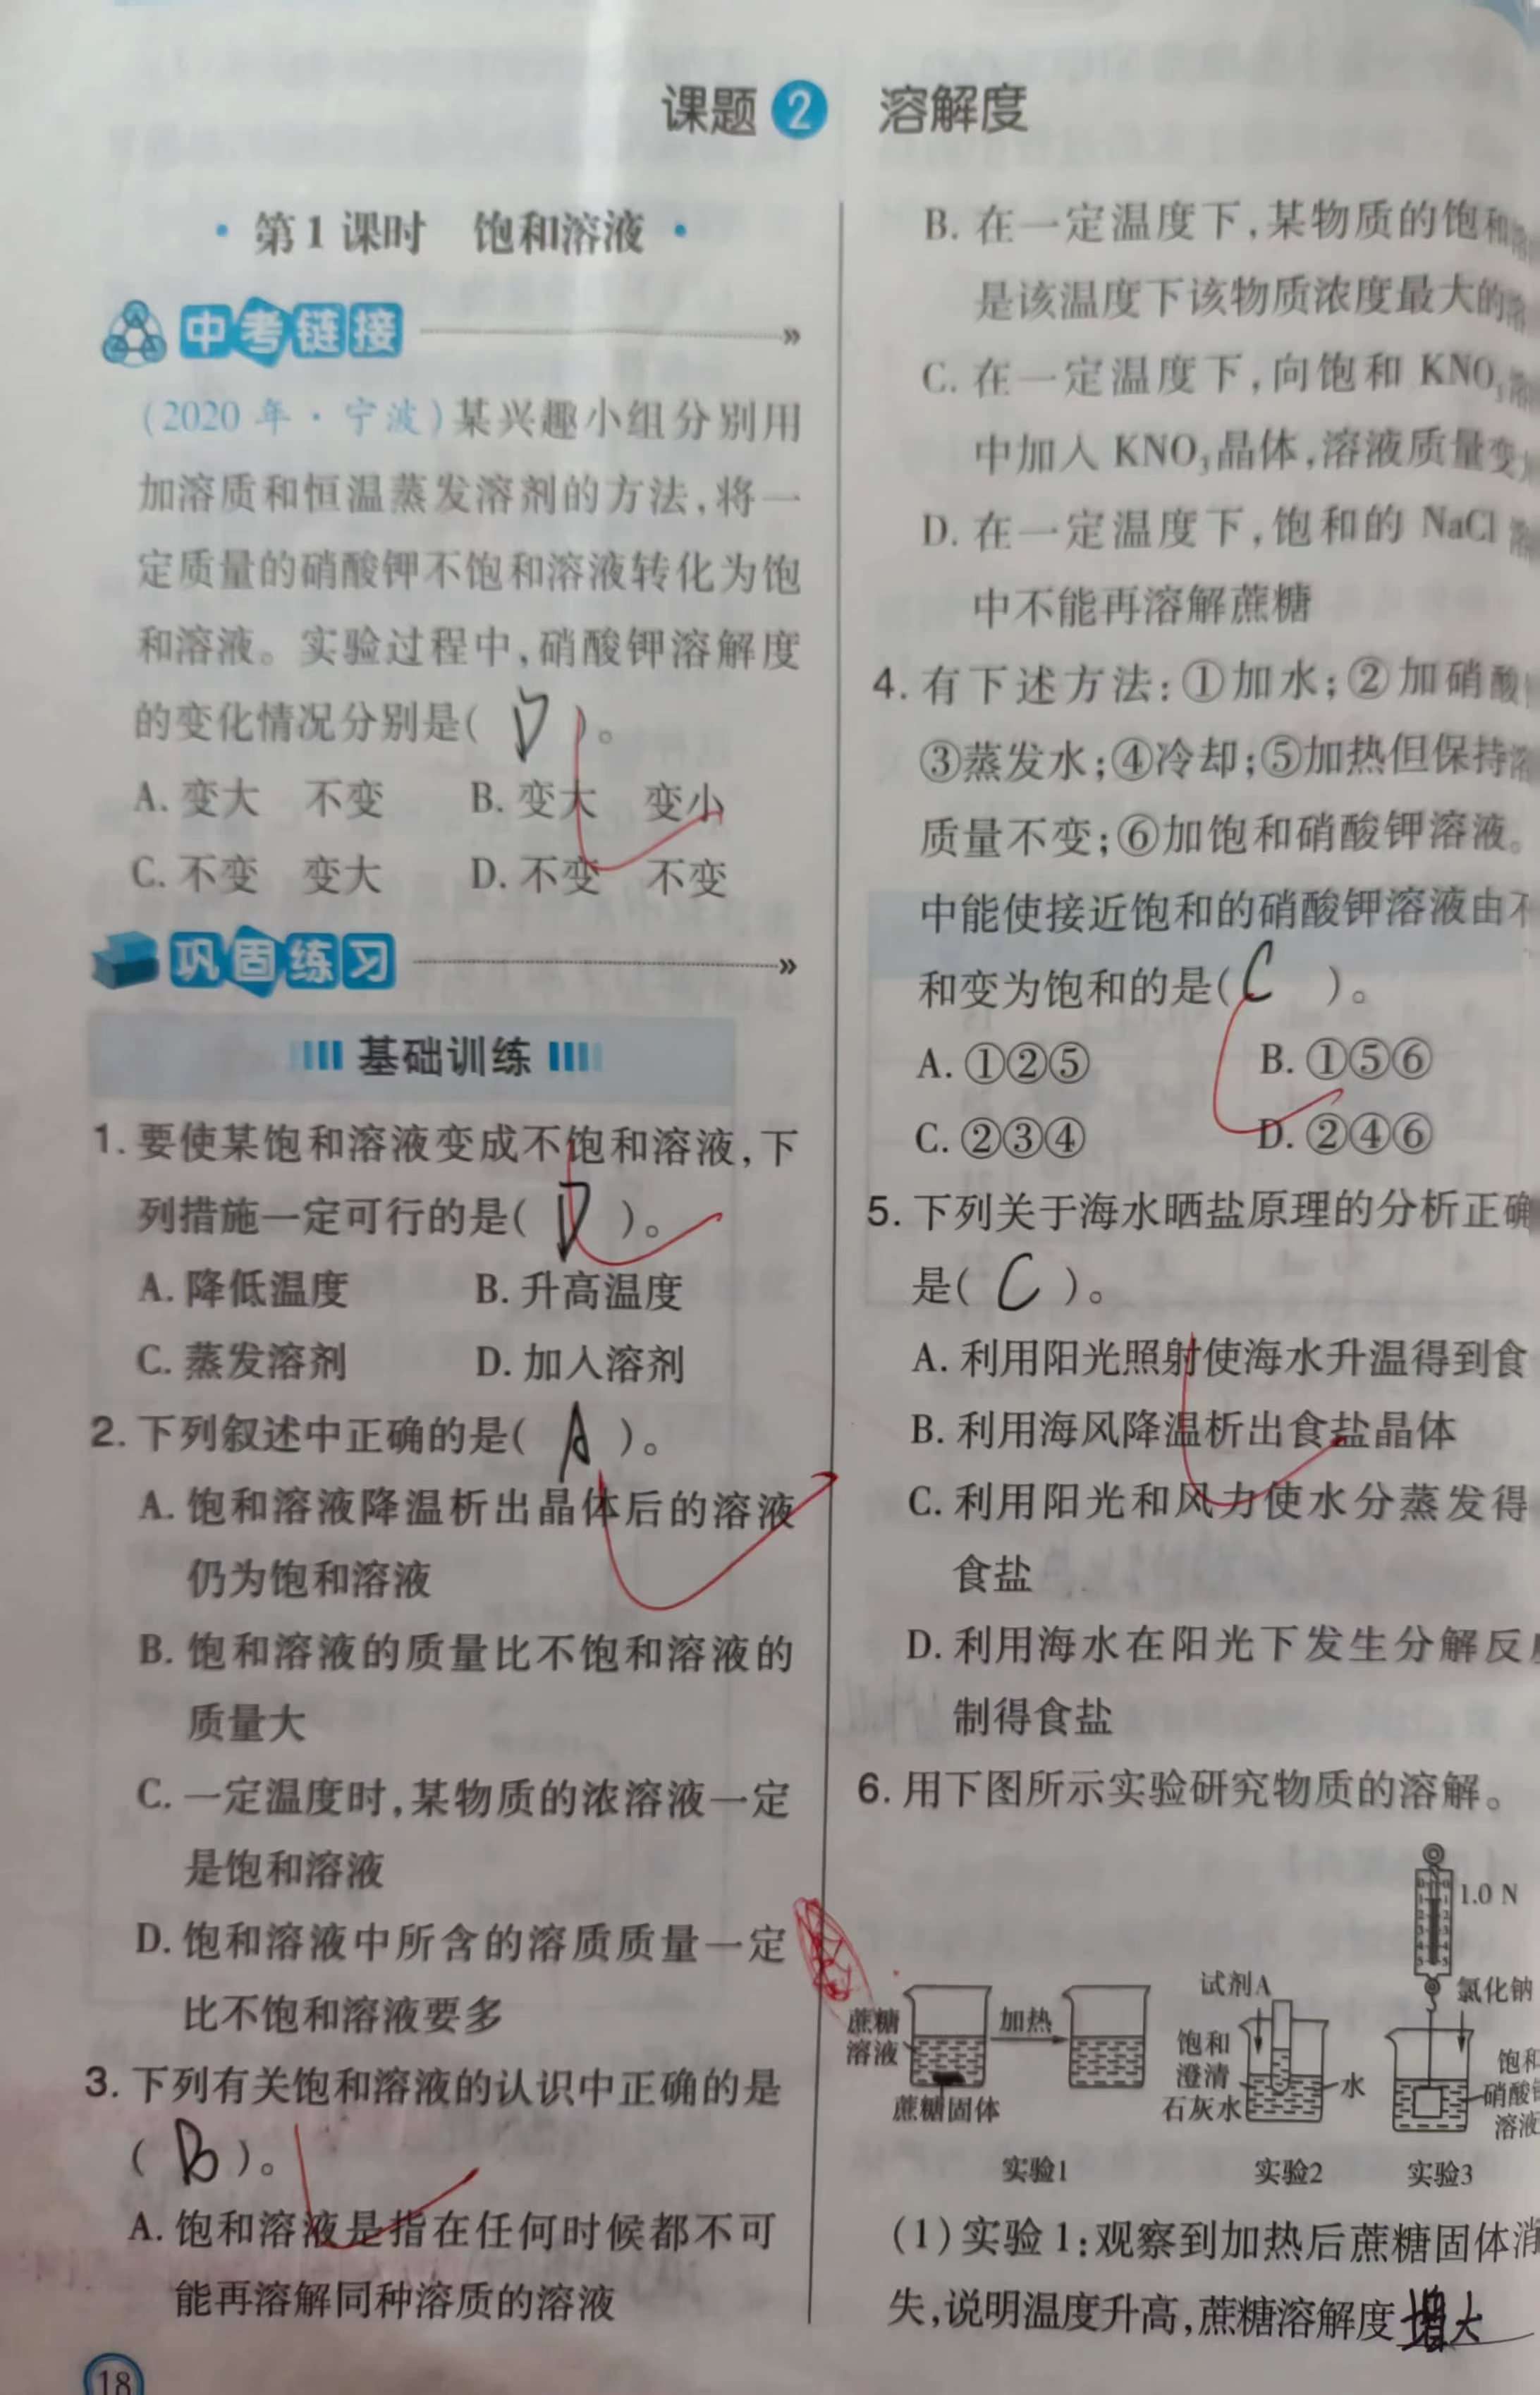 课题2 溶解度
·第1课时 饱和溶液·
中考链接
(2020年·宁波)某兴趣小组分别用
加溶质和恒温蒸发溶剂的方法,将一
定质量的硝酸钾不饱和溶液转化为饱
和溶液。实验过程中,硝酸钾溶解度
的变化情况分别是( D )。
A. 变大 不变 B. 变大 变小
C. 不变 变大 D. 不变 不变
巩固练习
基础训练
1. 要使某饱和溶液变成不饱和溶液,下
列措施一定可行的是( D )。
A. 降低温度 B. 升高温度
C. 蒸发溶剂 D. 加入溶剂
2. 下列叙述中正确的是( A )。
A. 饱和溶液降温析出晶体后的溶液
仍为饱和溶液
B. 饱和溶液的质量比不饱和溶液的
质量大
C. 一定温度时,某物质的浓溶液一定
是饱和溶液
D. 饱和溶液中所含的溶质质量一定
比不饱和溶液要多
3. 下列有关饱和溶液的认识中正确的是
( B )。
A. 饱和溶液是指在任何时候都不可
能再溶解同种溶质的溶液
18
B. 在一定温度下,某物质的饱和
是该温度下该物质浓度最大的
C. 在一定温度下,向饱和 KNO₃
中加入 KNO₃晶体,溶液质量变
D. 在一定温度下,饱和的 NaCl
中不能再溶解蔗糖
4. 有下述方法:①加水;②加硝酸
③蒸发水;④冷却;⑤加热但保持
质量不变;⑥加饱和硝酸钾溶液。
中能使接近饱和的硝酸钾溶液由不
和变为饱和的是( C )。
A. ①②⑤ B. ①⑤⑥
C. ②③④ D. ②④⑥
5. 下列关于海水晒盐原理的分析正确
是( C )。
A. 利用阳光照射使海水升温得到食
B. 利用海风降温析出食盐晶体
C. 利用阳光和风力使水分蒸发得
食盐
D. 利用海水在阳光下发生分解反
制得食盐
6. 用下图所示实验研究物质的溶解。
1.0 N
试剂A
氯化钠
蔗糖
溶液
加热
蔗糖固体
饱和
澄清
石灰水
水
饱和
硝酸
溶液
实验1 实验2 实验3
(1)实验1:观察到加热后蔗糖固体消
失,说明温度升高,蔗糖溶解度增大